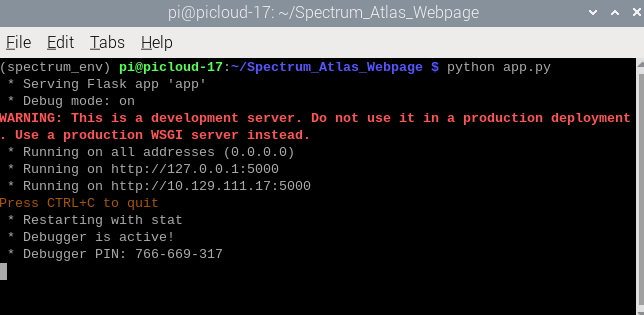 pi@picloud-17: ~/Spectrum_Atlas_Webpage
File Edit Tabs Help
(spectrum_env) pi@picloud-17:~/Spectrum_Atlas_Webpage $ python app.py
 * Serving Flask app 'app'
 * Debug mode: on
WARNING: This is a development server. Do not use it in a production deployment
. Use a production WSGI server instead.
 * Running on all addresses (0.0.0.0)
 * Running on http://127.0.0.1:5000
 * Running on http://10.129.111.17:5000
Press CTRL+C to quit
 * Restarting with stat
 * Debugger is active!
 * Debugger PIN: 766-669-317